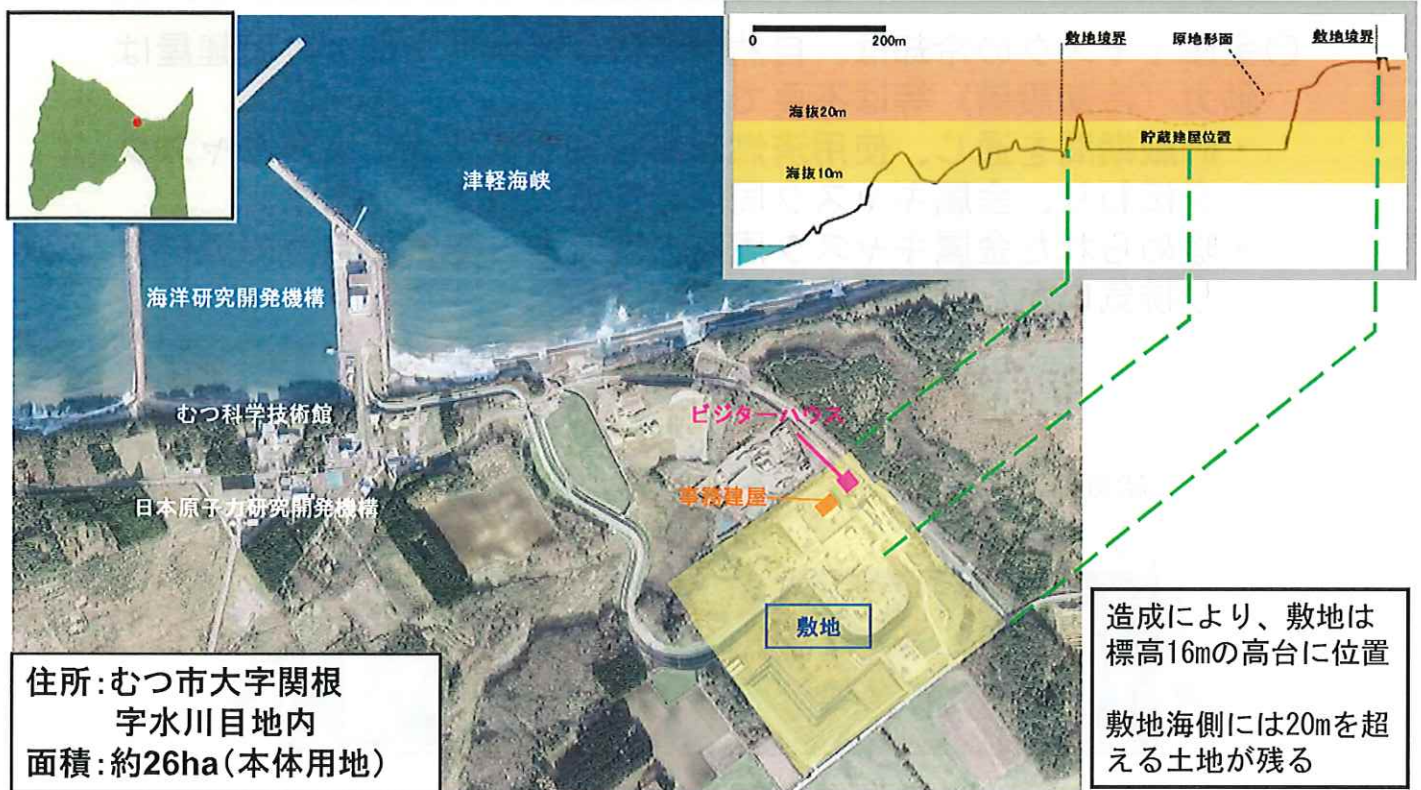 0
200m
敷地境界
原地形面
敷地境界
海抜20m
貯蔵建屋位置
海抜10m
津軽海峡
海洋研究開発機構
むつ科学技術館
日本原子力研究開発機構
ビジターハウス
事務建屋
敷地
住所:むつ市大字関根
字水川目地内
面積:約26ha(本体用地)
造成により、敷地は
標高16mの高台に位置
敷地海側には20mを超
える土地が残る